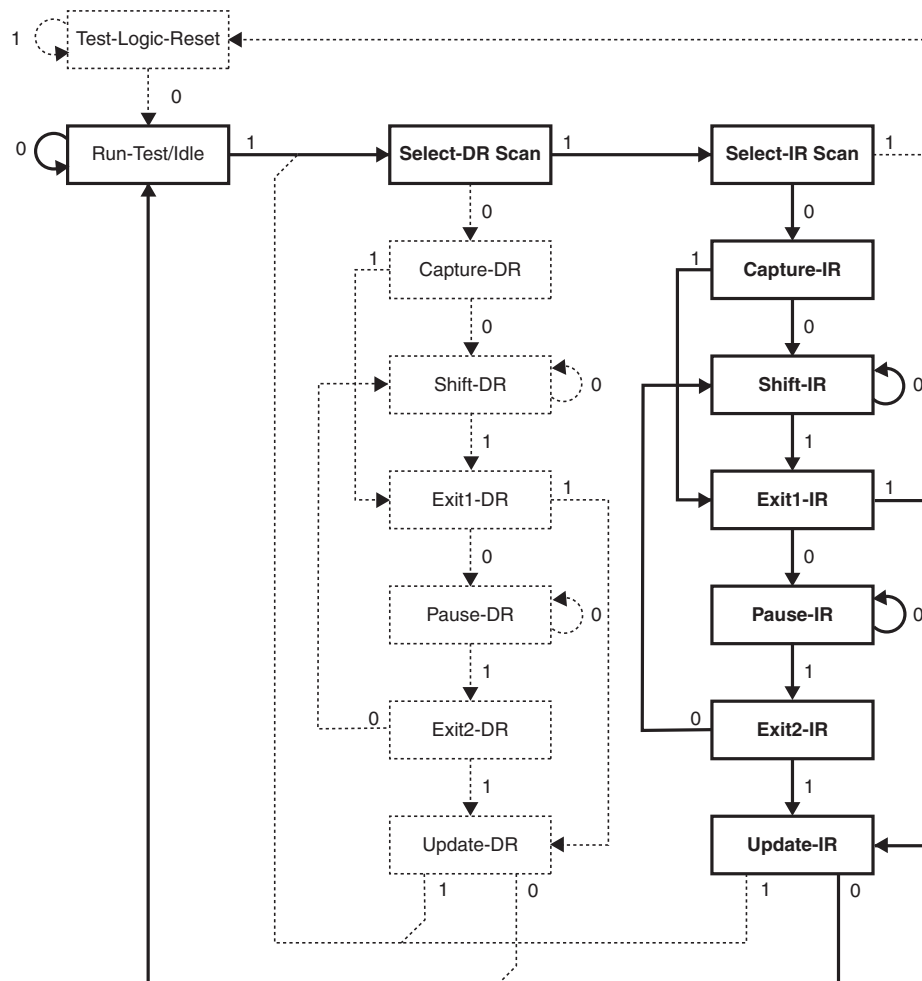 1 Test-Logic-Reset
0
0 Run-Test/Idle 1 Select-DR Scan 1 Select-IR Scan 1
0 0
1 Capture-DR 1 Capture-IR
0 0
Shift-DR 0 Shift-IR 0
1 1
Exit1-DR 1 Exit1-IR 1
0 0
Pause-DR 0 Pause-IR 0
1 1
0 Exit2-DR 0 Exit2-IR
1 1
Update-DR Update-IR
1 0 1 0